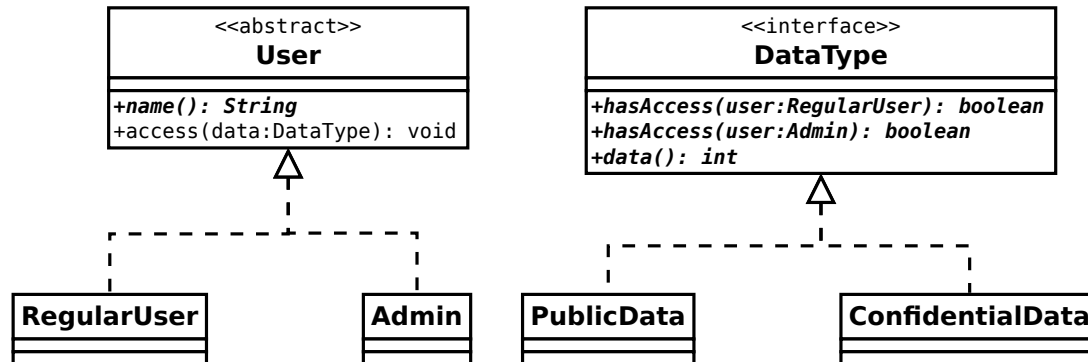 <<abstract>>
User
+name(): String
+access(data:DataType): void
<<interface>>
DataType
+hasAccess(user:RegularUser): boolean
+hasAccess(user:Admin): boolean
+data(): int
RegularUser
Admin
PublicData
ConfidentialData